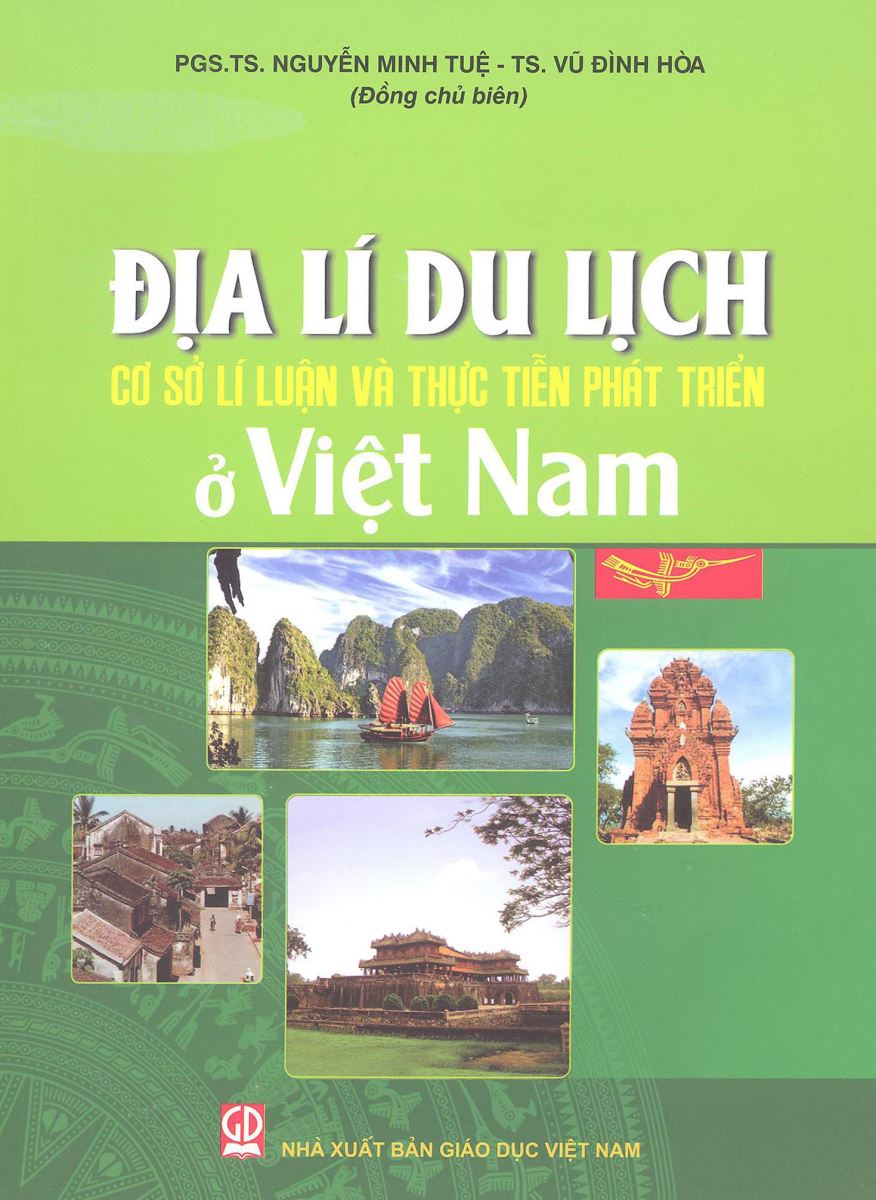 PGS.TS. NGUYỄN MINH TUỆ - TS. VŨ ĐÌNH HÒA
(Đồng chủ biên)
ĐỊA LÍ DU LỊCH
CƠ SỞ LÍ LUẬN VÀ THỰC TIỄN PHÁT TRIỂN
ở Việt Nam
GD
NHÀ XUẤT BẢN GIÁO DỤC VIỆT NAM